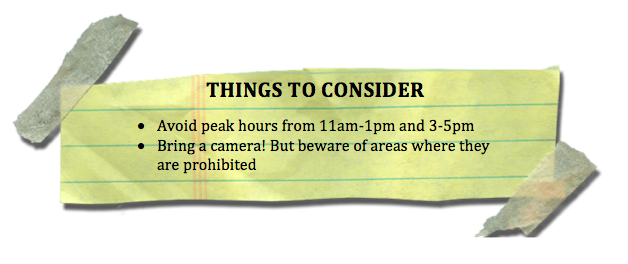 THINGS TO CONSIDER
• Avoid peak hours from 11am-1pm and 3-5pm
• Bring a camera! But beware of areas where they
are prohibited